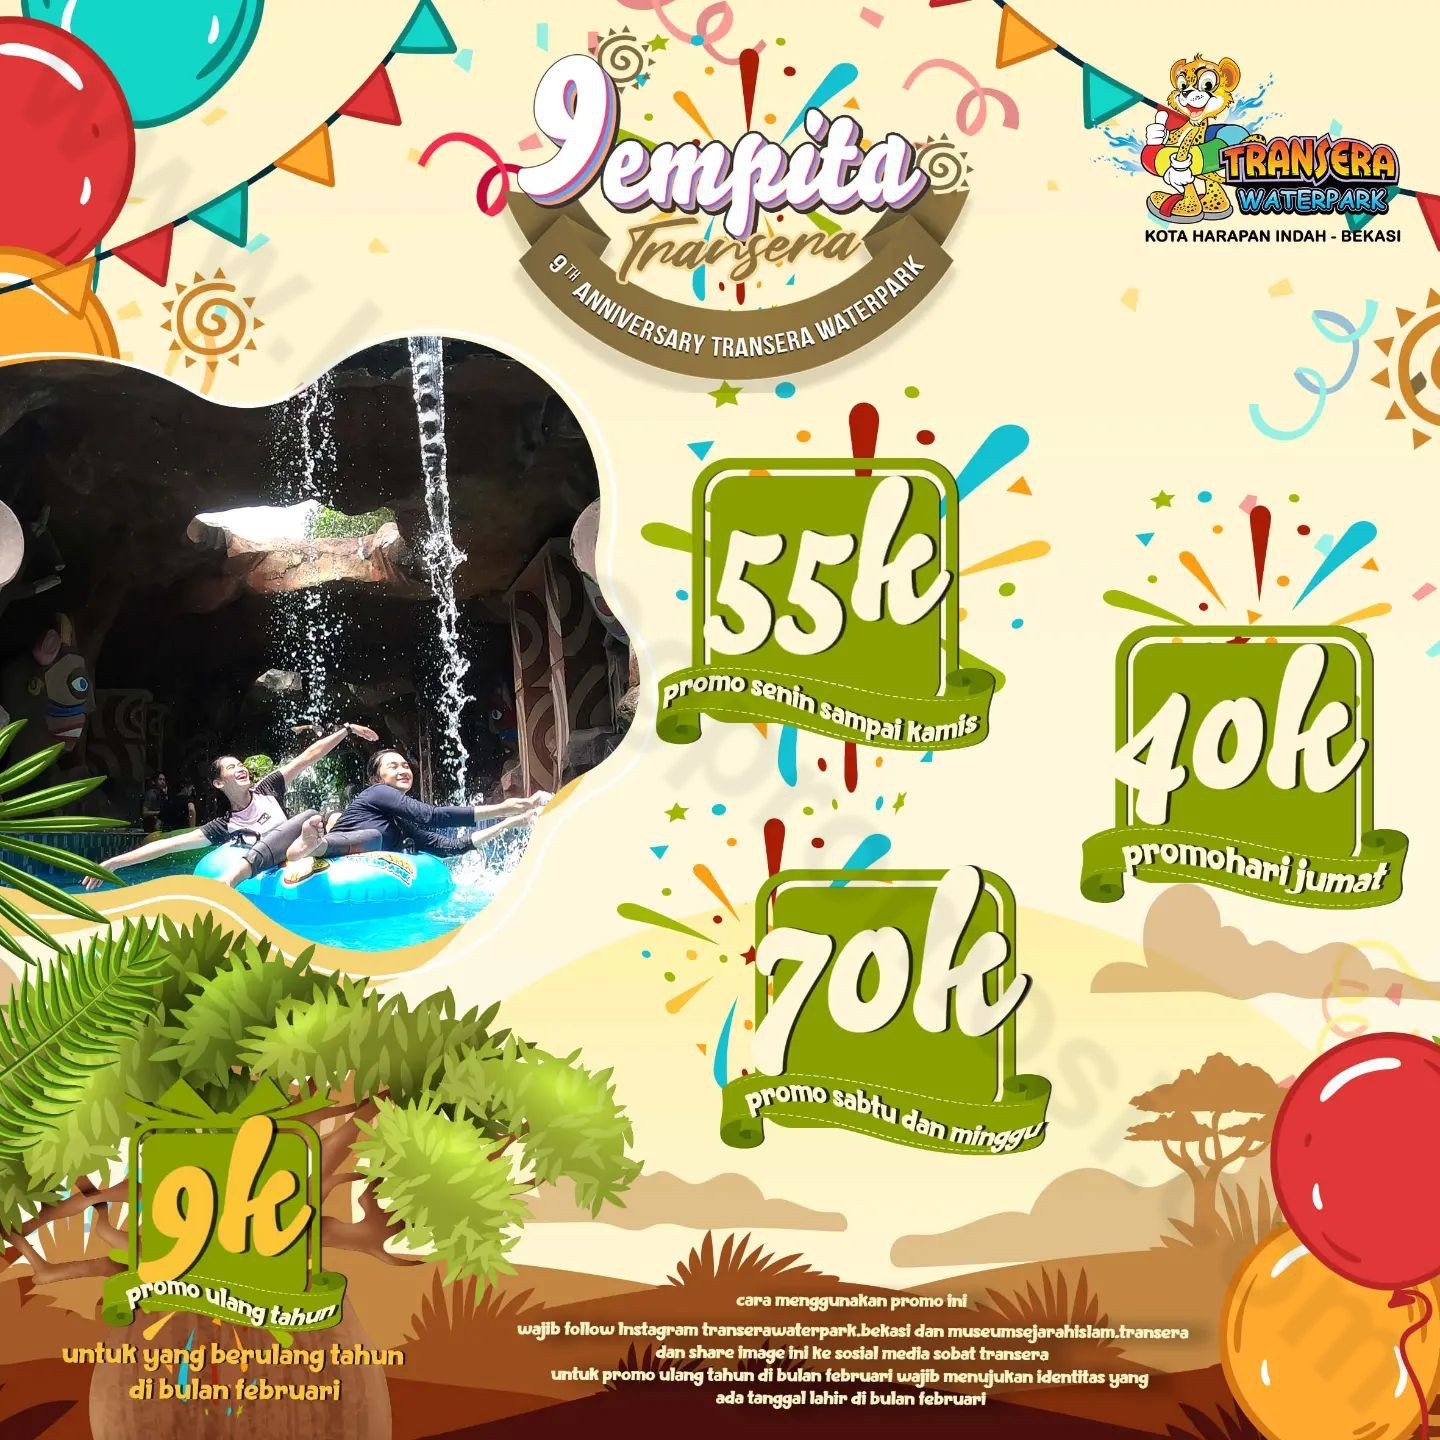 9empita
Transera
9TH ANNIVERSARY TRANSERA WATERPARK
TRANSERA
WATERPARK
KOTA HARAPAN INDAH - BEKASI
55k
promo senin sampai kamis
40k
promohari jumat
70k
promo sabtu dan minggu
9k
promo ulang tahun
untuk yang berulang tahun
di bulan februari
cara menggunakan promo ini
wajib follow Instagram transerawaterpark.bekasi dan museumsejarahislam.transera
dan share image ini ke sosial media sobat transera
untuk promo ulang tahun di bulan februari wajib menujukan identitas yang
ada tanggal lahir di bulan februari